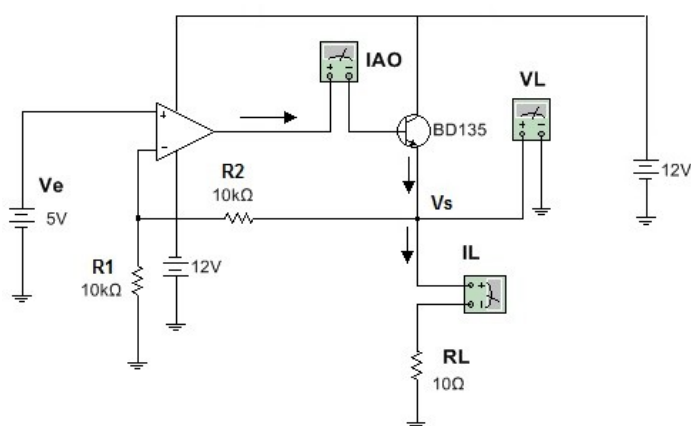 IAO
VL
+ -
+ -
BD135
+
-
Ve
5V
R2
10kΩ
Vs
12V
R1
10kΩ
12V
IL
+
RL
10Ω